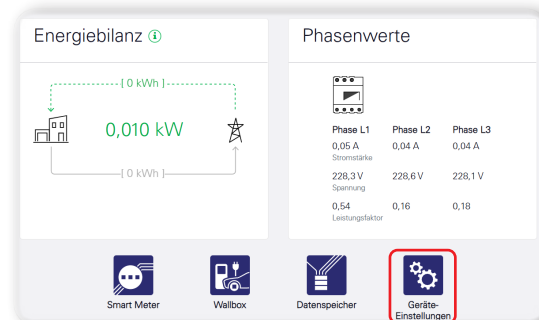 Energiebilanz
Phasenwerte
[ 0 kWh ]
0,010 kW
[ 0 kWh ]
Phase L1 Phase L2 Phase L3
0,05 A 0,04 A 0,04 A
Stromstärke
228,3 V 228,6 V 228,1 V
Spannung
0,54 0,16 0,18
Leistungsfaktor
Smart Meter
Wallbox
Datenspeicher
Geräte-
Einstellungen